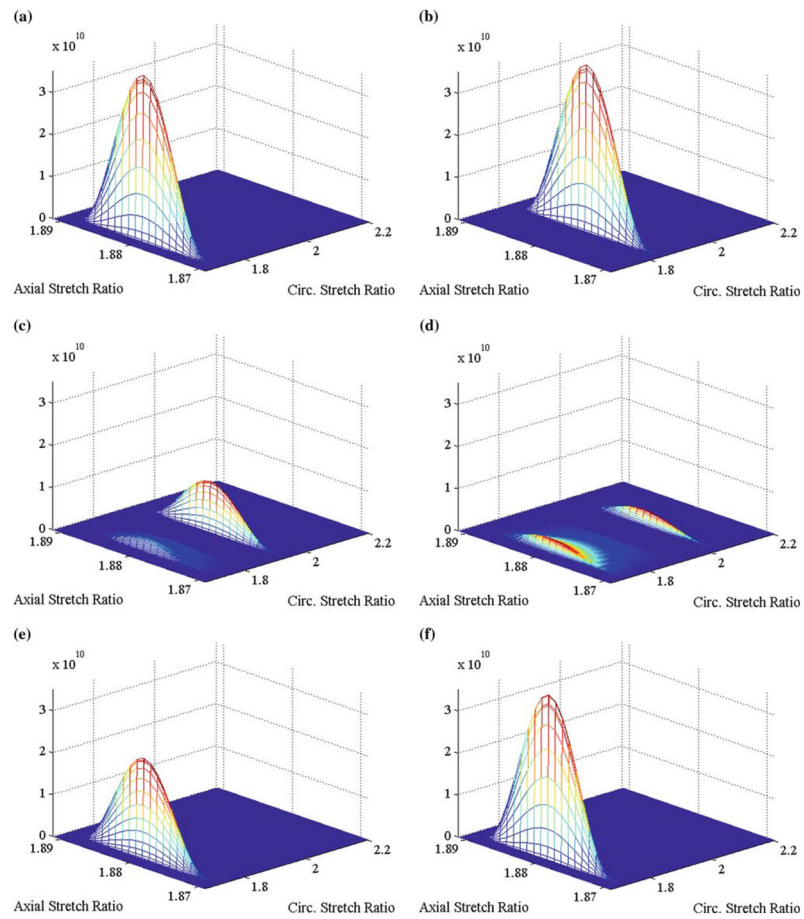 (a)
x 10^10
3
2
1
0
1.89
1.88
1.87
1.8
2
2.2
Axial Stretch Ratio
Circ. Stretch Ratio
(b)
x 10^10
3
2
1
0
1.89
1.88
1.87
1.8
2
2.2
Axial Stretch Ratio
Circ. Stretch Ratio
(c)
x 10^10
3
2
1
0
1.89
1.88
1.87
1.8
2
2.2
Axial Stretch Ratio
Circ. Stretch Ratio
(d)
x 10^10
3
2
1
0
1.89
1.88
1.87
1.8
2
2.2
Axial Stretch Ratio
Circ. Stretch Ratio
(e)
x 10^10
3
2
1
0
1.89
1.88
1.87
1.8
2
2.2
Axial Stretch Ratio
Circ. Stretch Ratio
(f)
x 10^10
3
2
1
0
1.89
1.88
1.87
1.8
2
2.2
Axial Stretch Ratio
Circ. Stretch Ratio